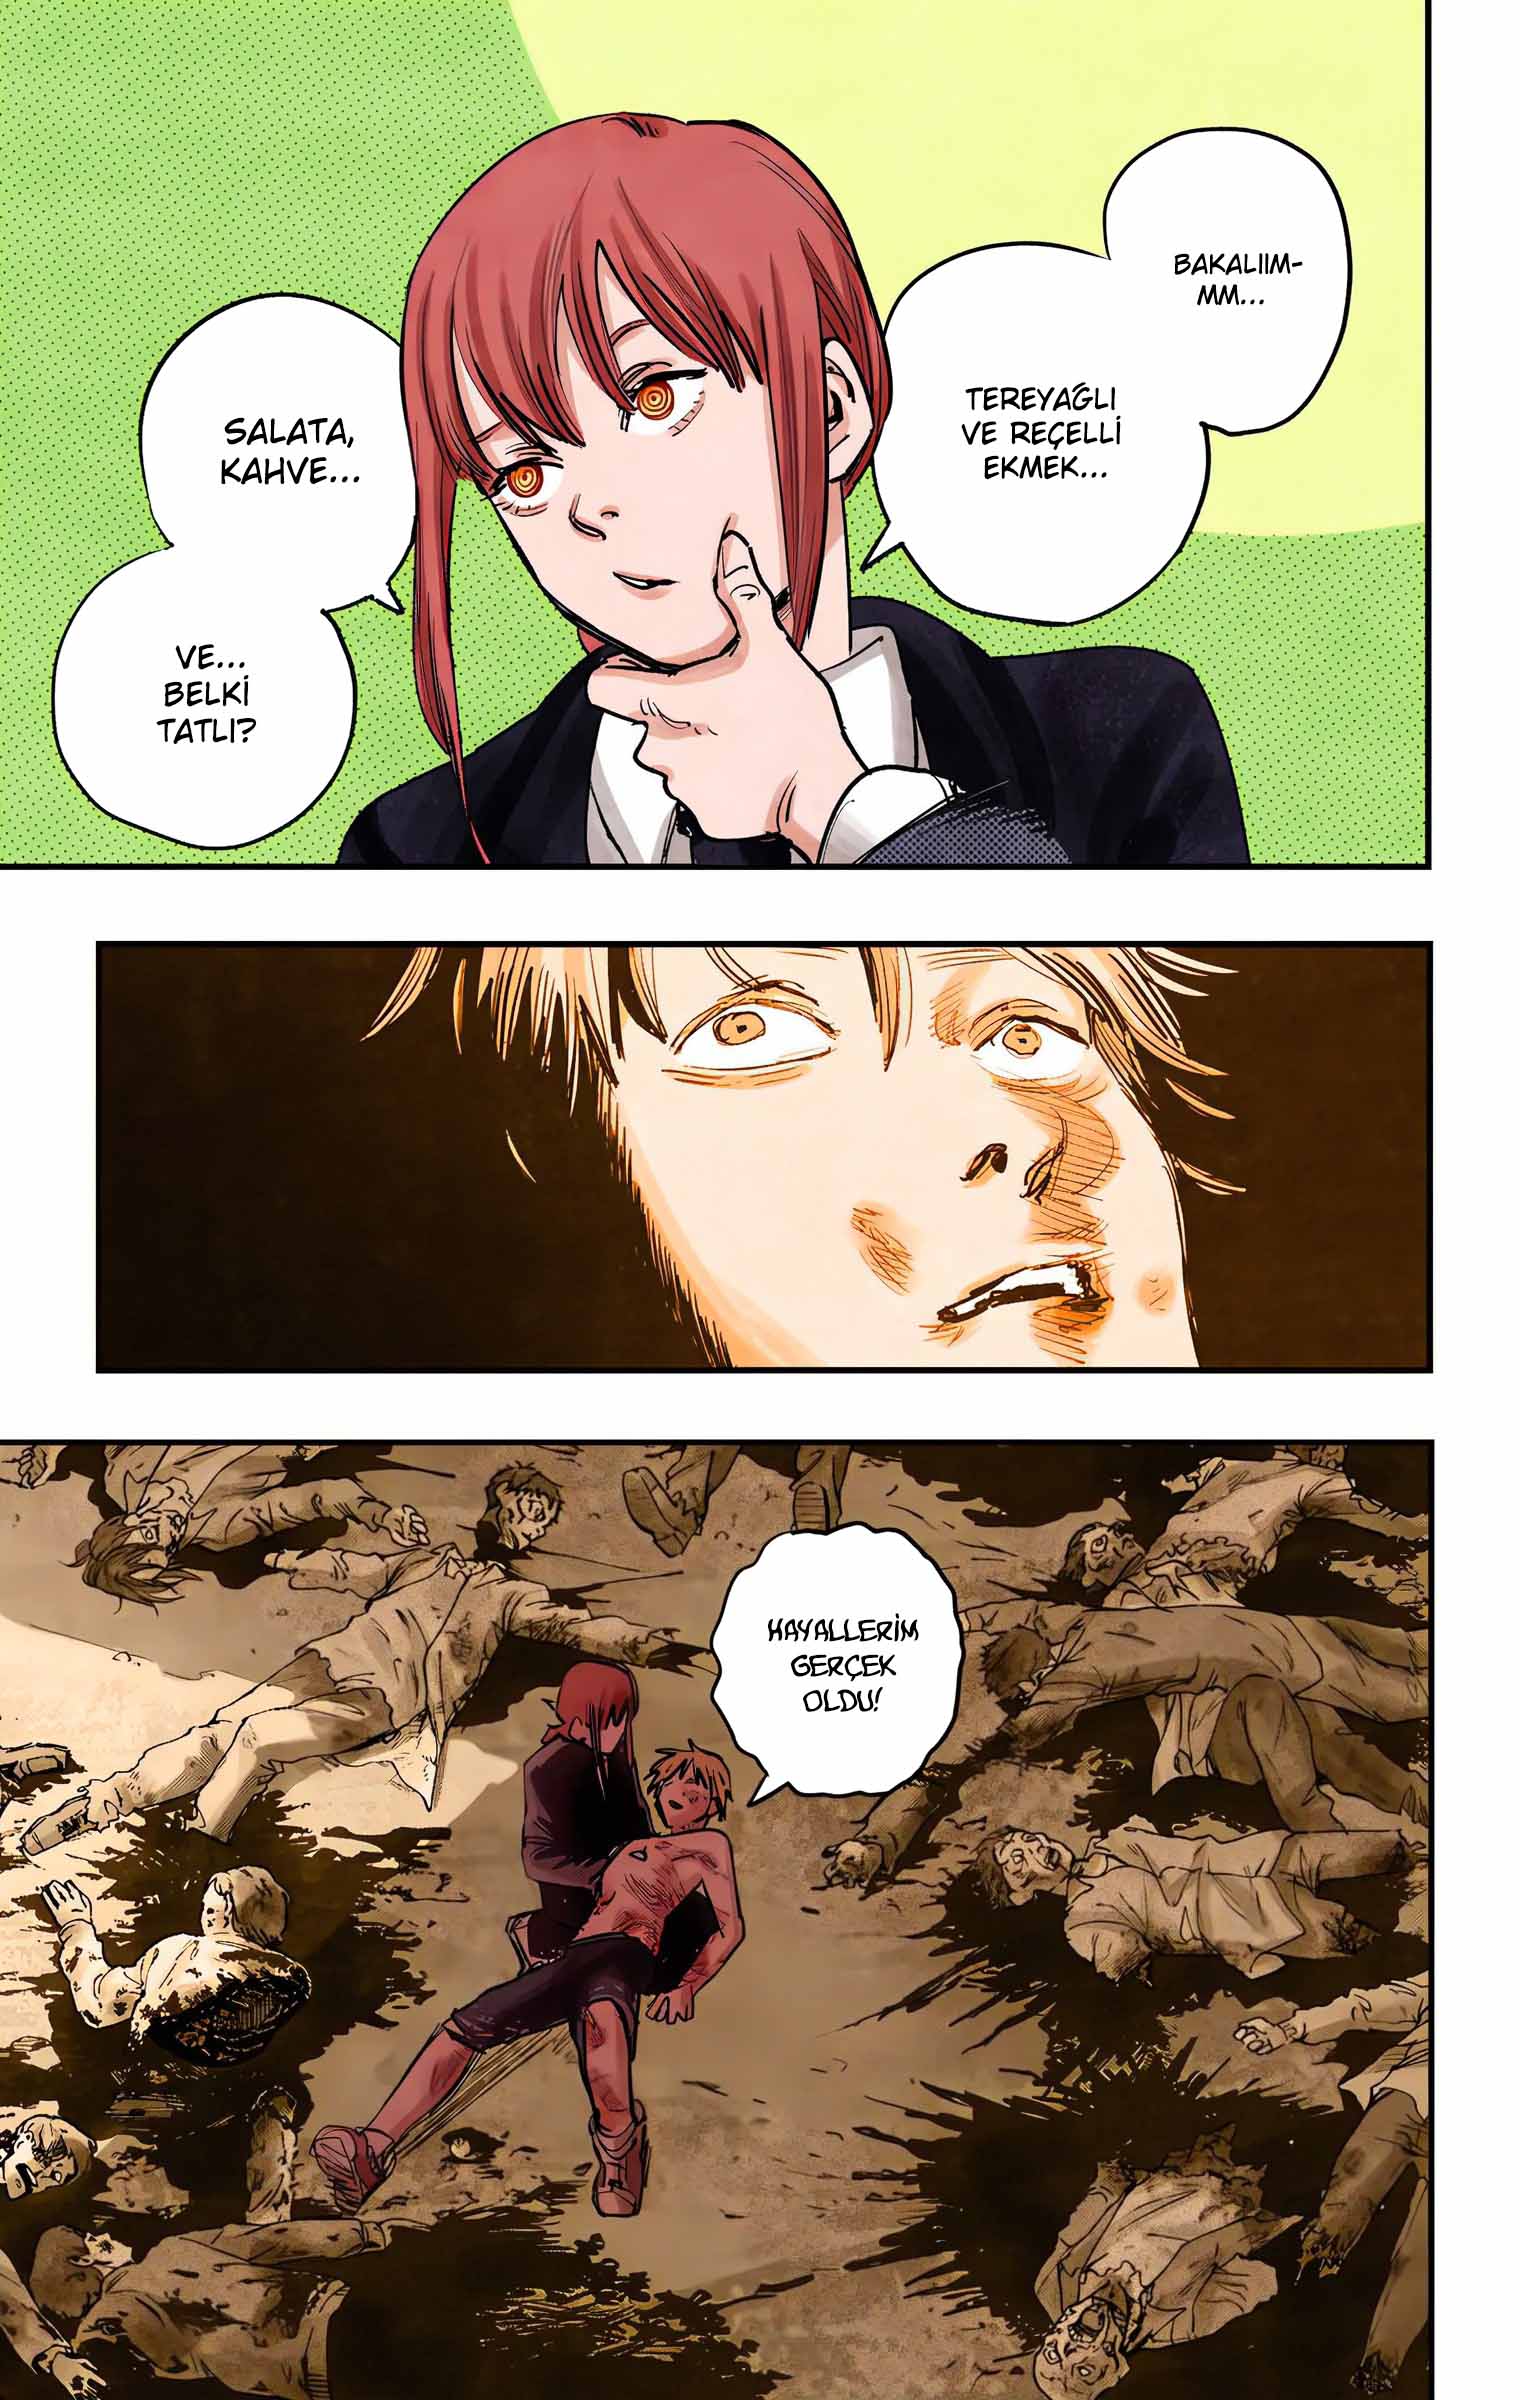 BAKALIIM-
MM...
TEREYAĞLI
VE REÇELLİ
EKMEK...
SALATA,
KAHVE...
VE...
BELKİ
TATLI?
HAYALLERİM
GERÇEK
OLDU!